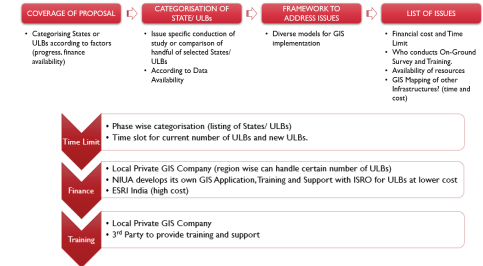 COVERAGE OF PROPOSAL
• Categorising States or
ULBs according to factors
(progress, finance
availability)
CATEGORISATION OF
STATE/ ULBs
• Issue specific conduction of
study or comparison of
handful of selected States/
ULBs
• According to Data
Availability
FRAMEWORK TO
ADDRESS ISSUES
• Diverse models for GIS
implementation
LIST OF ISSUES
• Financial cost and Time
Limit
• Who conducts On-Ground
Survey and Training.
• Availability of resources
• GIS Mapping of other
Infrastructures? (time and
cost)
Time Limit
• Phase wise categorisation (listing of States/ ULBs)
• Time slot for current number of ULBs and new ULBs.
Finance
• Local Private GIS Company (region wise can handle certain number of ULBs)
• NIUA develops its own GIS Application, Training and Support with ISRO for ULBs at lower cost
• ESRI India (high cost)
Training
• Local Private GIS Company
• 3rd Party to provide training and support